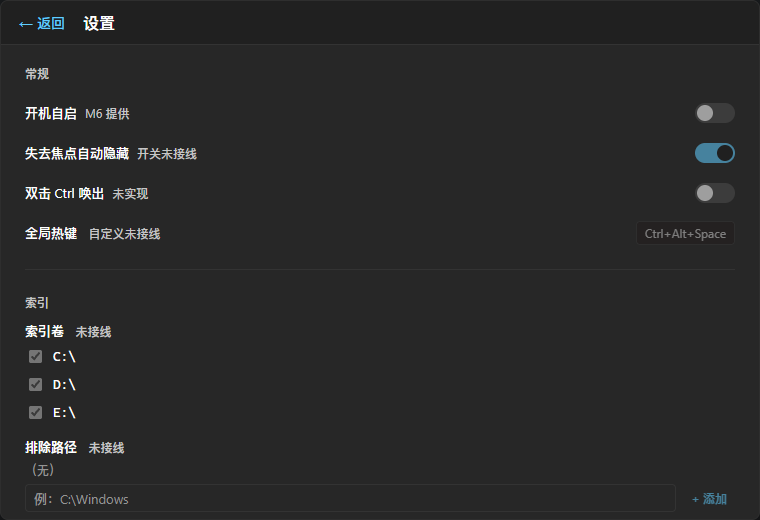 ← 返回 设置
常规
开机自启 M6 提供
失去焦点自动隐藏 开关未接线
双击 Ctrl 唤出 未实现
全局热键 自定义未接线 Ctrl+Alt+Space
索引
索引卷 未接线
C:\
D:\
E:\
排除路径 未接线
（无）
例：C:\Windows + 添加